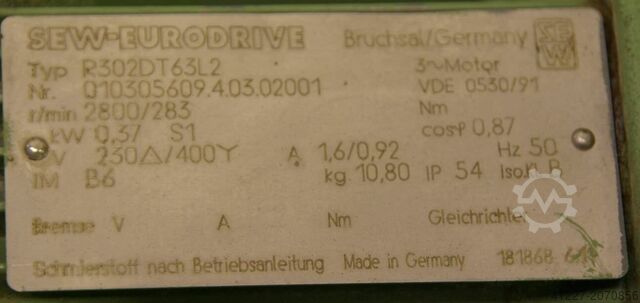 SEW-EURODRIVE Bruchsal/Germany SEW
Typ R302DT63L2 3~Motor
Nr. 010305609.4.03.02001 VDE 0530/91
r/min 2800/283 Nm
kW 0,37 S1 cosφ 0,87
V 230△/400Y A 1,6/0,92 Hz 50
IM B6 kg 10,80 IP 54 Iso.Kl. B
Bremse V A Nm Gleichrichter
Schmierstoff nach Betriebsanleitung Made in Germany 181868